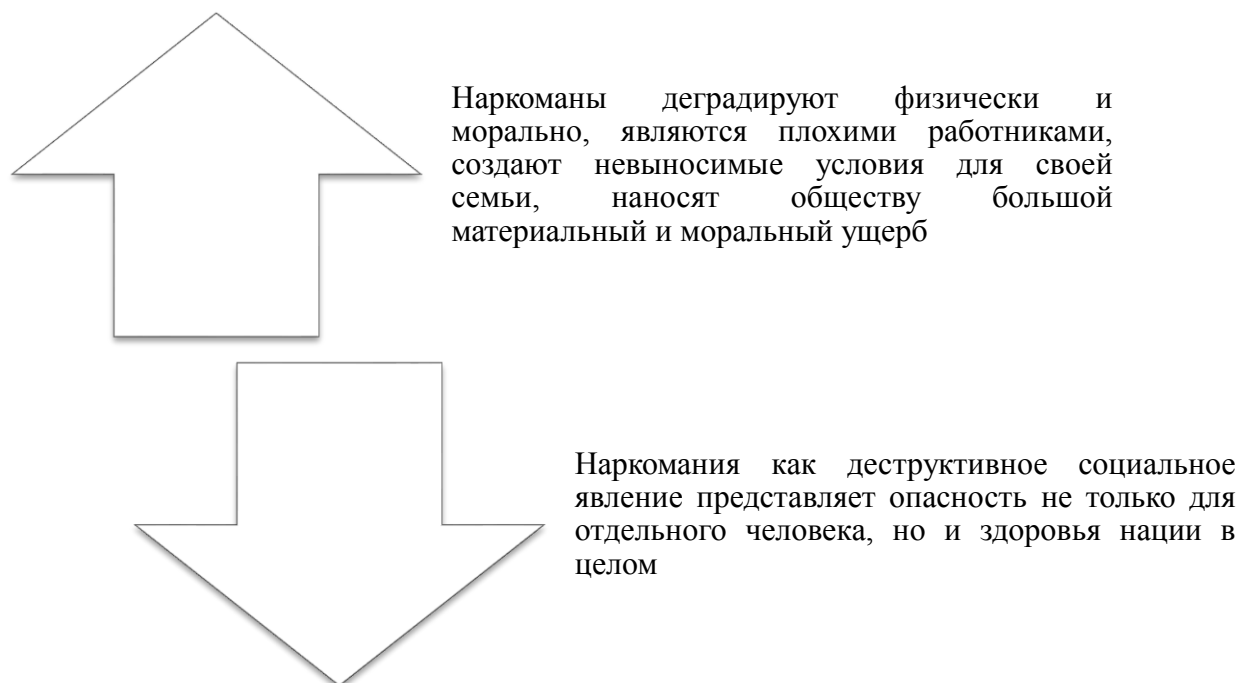 Наркоманы деградируют физически и
морально, являются плохими работниками,
создают невыносимые условия для своей
семьи, наносят обществу большой
материальный и моральный ущерб
Наркомания как деструктивное социальное
явление представляет опасность не только для
отдельного человека, но и здоровья нации в
целом